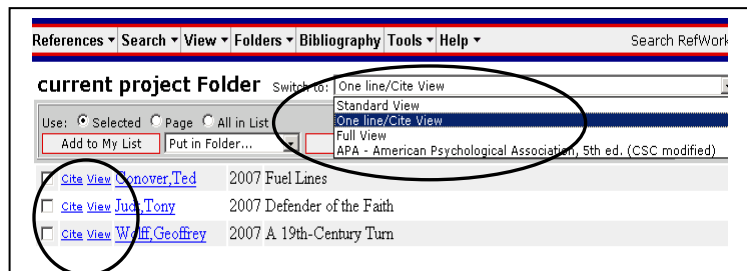 References Search View Folders Bibliography Tools Help Search RefWork
current project Folder Switch to: One line/Cite View
Standard View
One line/Cite View
Full View
APA - American Psychological Association, 5th ed. (CSC modified)
Use: Selected Page All in List
Add to My List Put in Folder...
Cite View Conover,Ted 2007 Fuel Lines
Cite View Judt,Tony 2007 Defender of the Faith
Cite View Wolff,Geoffrey 2007 A 19th-Century Turn